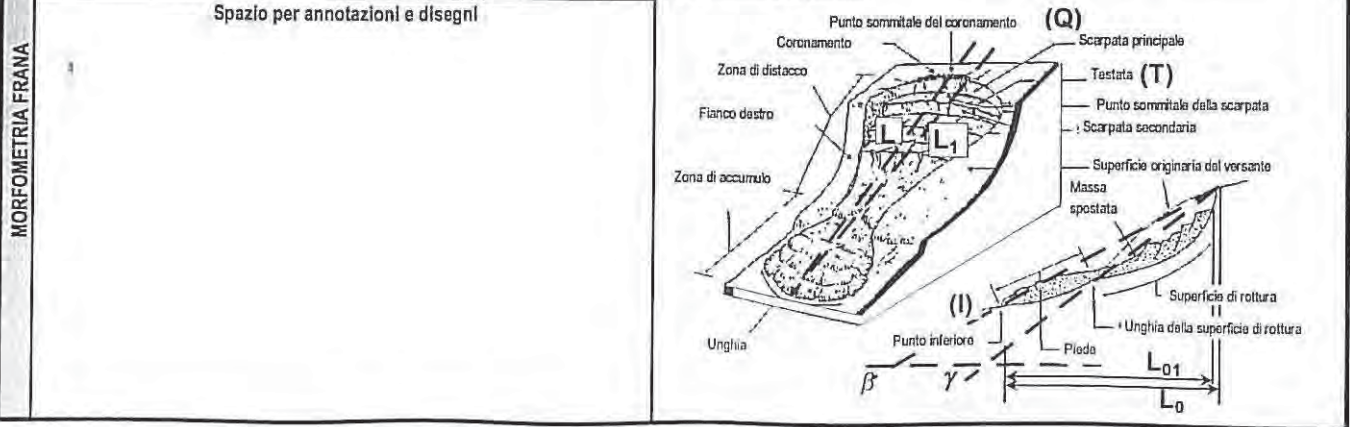 MORFOMETRIA FRANA
Spazio per annotazioni e disegni
Punto sommitale del coronamento (Q)
Coronamento
Scarpata principale
Zona di distacco
Testata (T)
Punto sommitale della scarpata
Fianco destro
Scarpata secondaria
L
L1
Superficie originaria del versante
Zona di accumulo
Massa
spostata
(I)
Superficie di rottura
Unghia della superficie di rottura
Unghia
Punto inferiore
Piede
L01
β
γ
L0